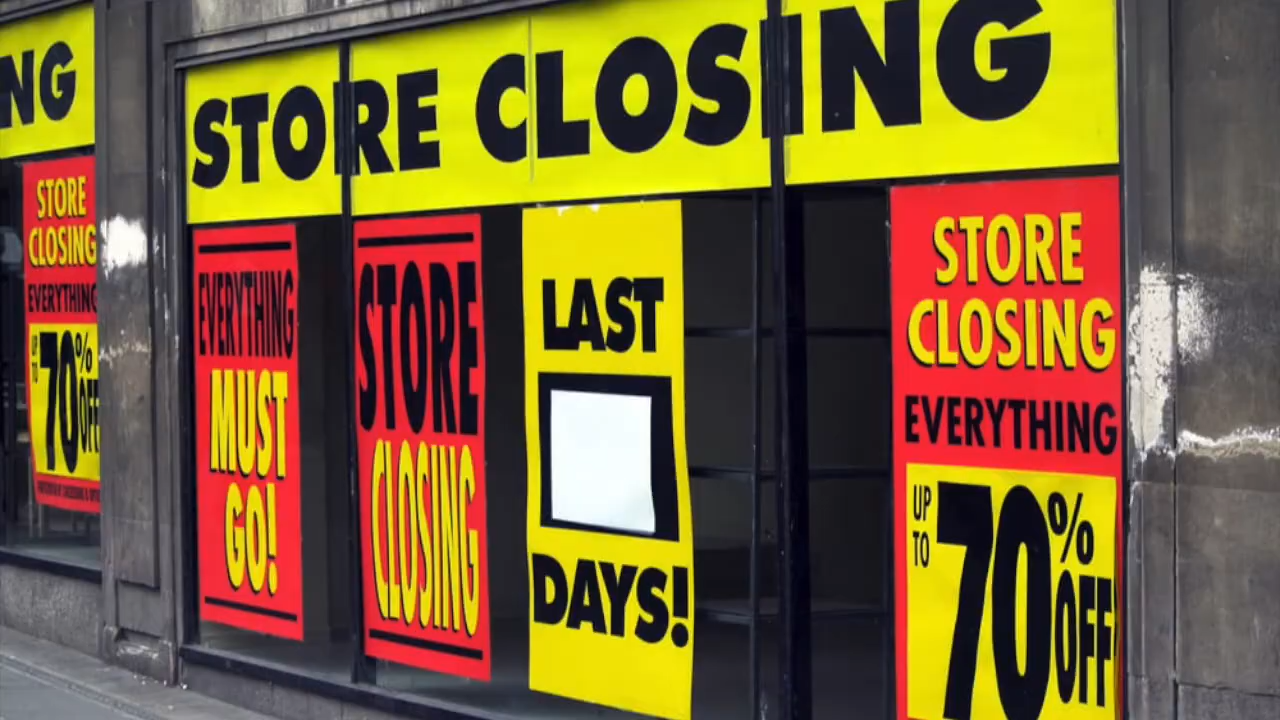 NG
STORE
CLOSING
EVERYTHING
UP
TO
70%
OFF
STORE CLOSING
EVERYTHING
MUST
GO!
STORE
CLOSING
LAST
DAYS!
STORE
CLOSING
EVERYTHING
UP
TO
70%
OFF